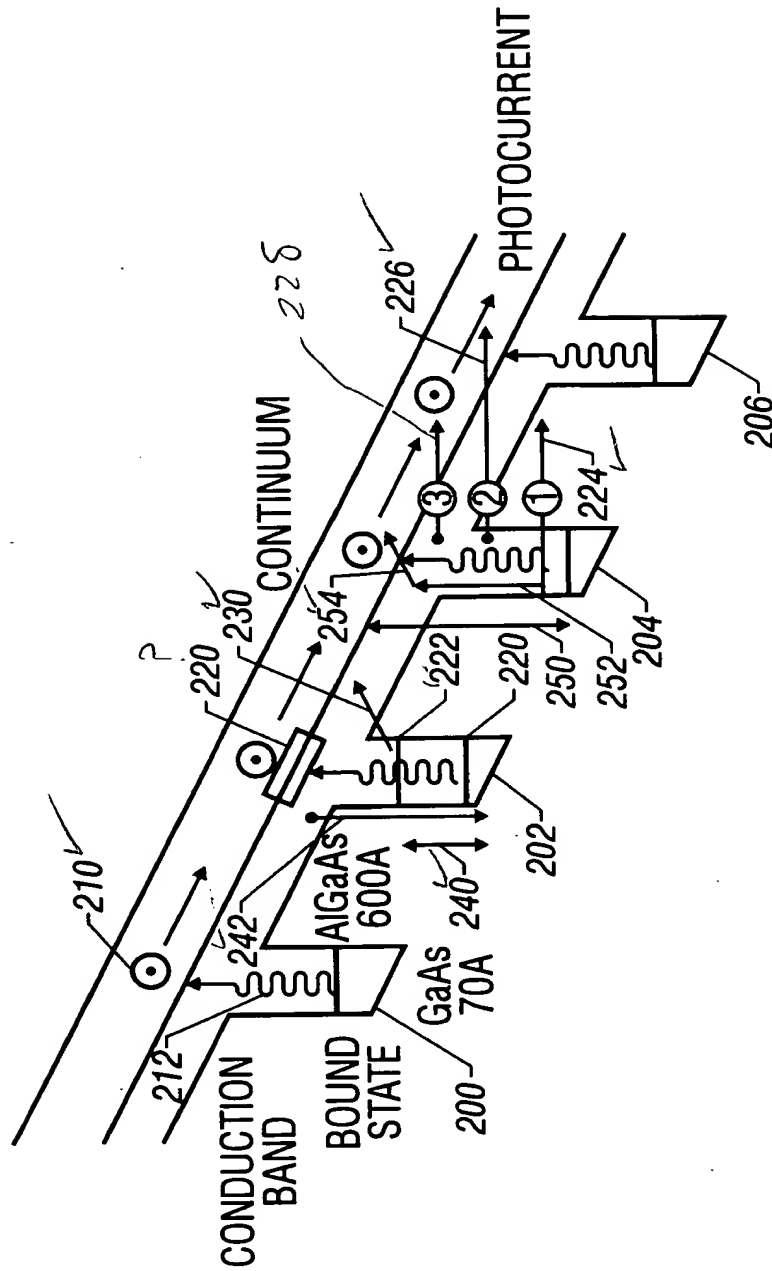 CONDUCTION
BAND
BOUND
STATE
200
212
210
GaAs
70A
AlGaAs
600A
242
240
202
220
P
230
222
220
254
CONTINUUM
250
252
204
228
226
3
2
1
224
206
PHOTOCURRENT